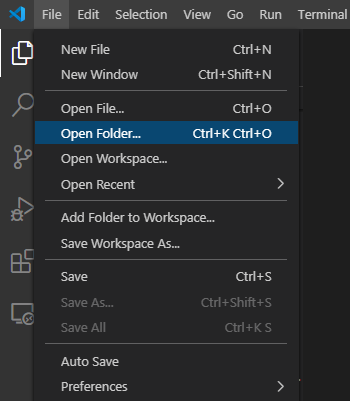 File Edit Selection View Go Run Terminal
New File Ctrl+N
New Window Ctrl+Shift+N
Open File... Ctrl+O
Open Folder... Ctrl+K Ctrl+O
Open Workspace...
Open Recent
Add Folder to Workspace...
Save Workspace As...
Save Ctrl+S
Save As... Ctrl+Shift+S
Save All Ctrl+K S
Auto Save
Preferences